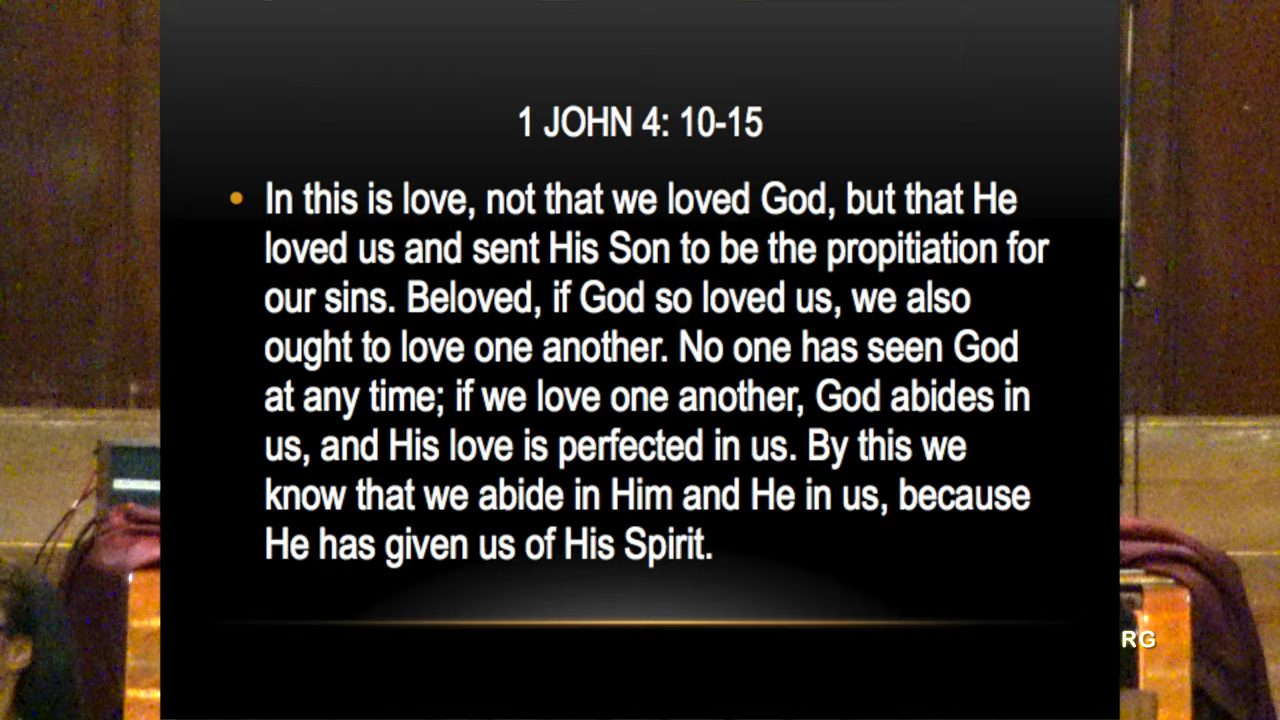 1 JOHN 4: 10-15
• In this is love, not that we loved God, but that He
loved us and sent His Son to be the propitiation for
our sins. Beloved, if God so loved us, we also
ought to love one another. No one has seen God
at any time; if we love one another, God abides in
us, and His love is perfected in us. By this we
know that we abide in Him and He in us, because
He has given us of His Spirit.
RG